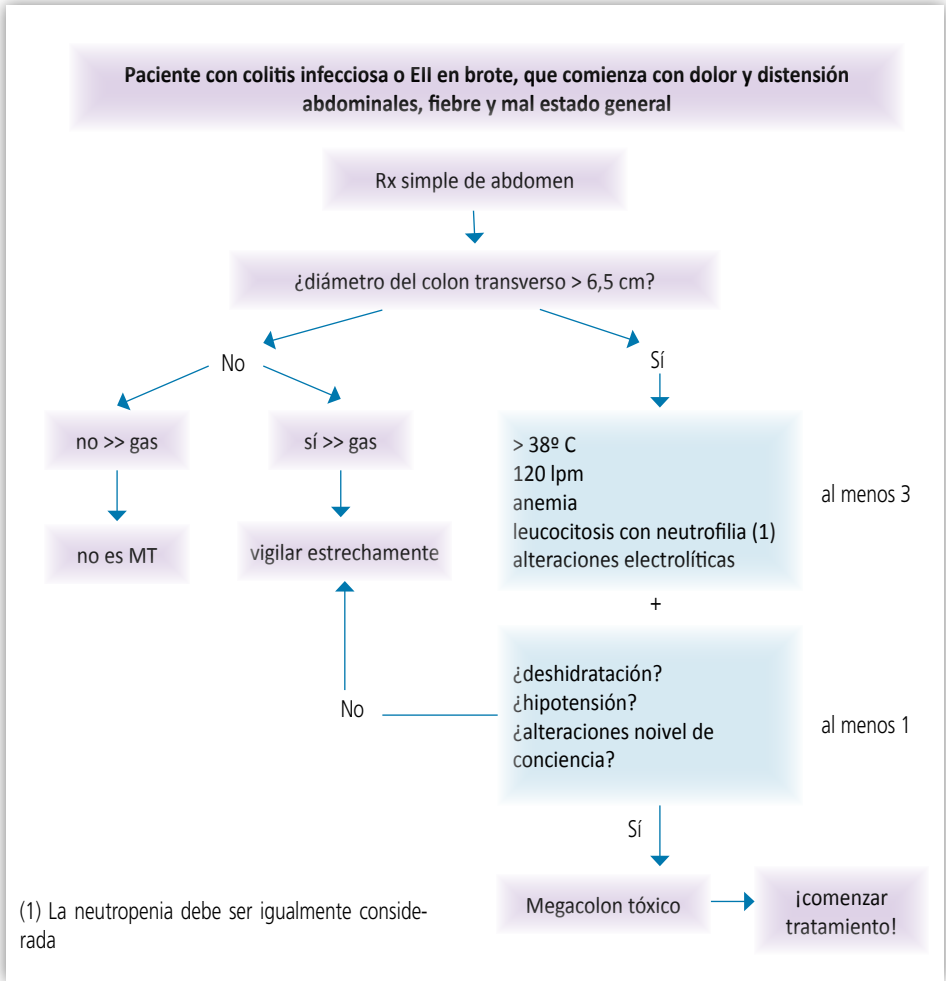 Paciente con colitis infecciosa o EII en brote, que comienza con dolor y distensión
abdominales, fiebre y mal estado general
Rx simple de abdomen
¿diámetro del colon transverso > 6,5 cm?
No
Sí
no >> gas
sí >> gas
no es MT
vigilar estrechamente
> 38º C
120 lpm
anemia
leucocitosis con neutrofilia (1)
alteraciones electrolíticas
al menos 3
+
¿deshidratación?
¿hipotensión?
¿alteraciones noivel de
conciencia?
al menos 1
No
Sí
Megacolon tóxico
¡comenzar
tratamiento!
(1) La neutropenia debe ser igualmente conside-
rada